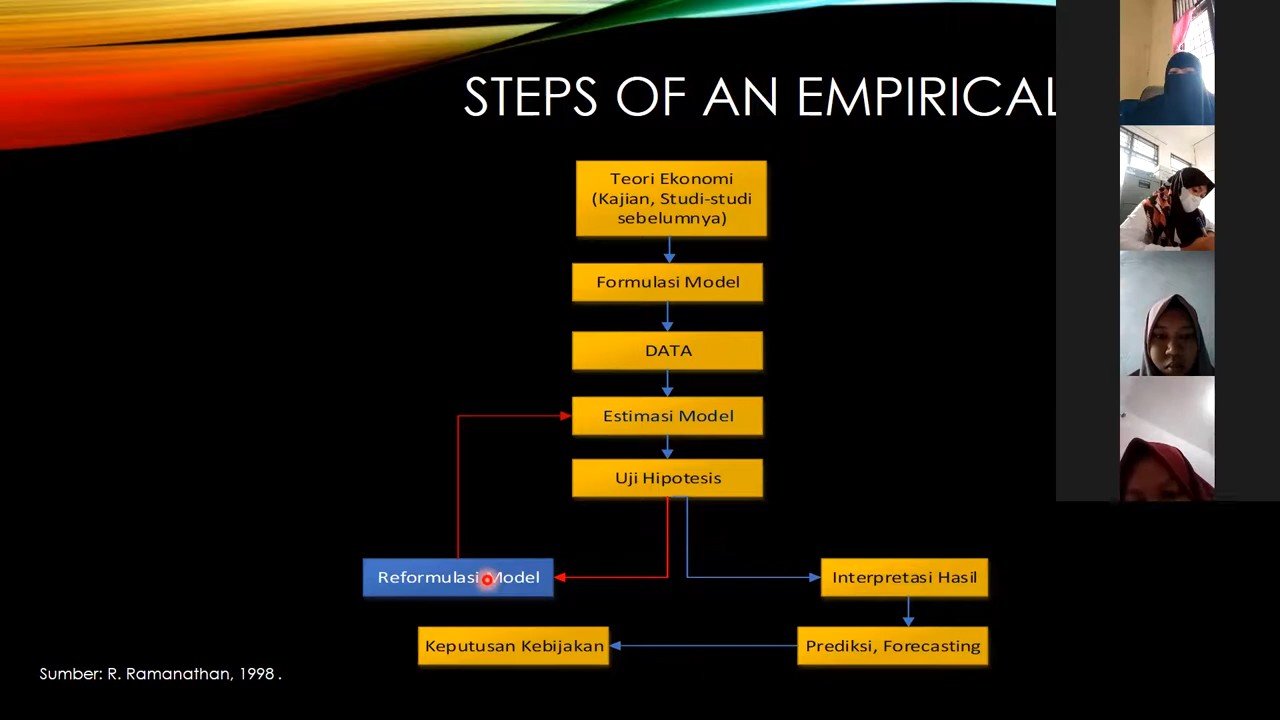 STEPS OF AN EMPIRICAL
Teori Ekonomi
(Kajian, Studi-studi
sebelumnya)
Formulasi Model
DATA
Estimasi Model
Uji Hipotesis
Reformulasi Model
Interpretasi Hasil
Keputusan Kebijakan
Prediksi, Forecasting
Sumber: R. Ramanathan, 1998 .